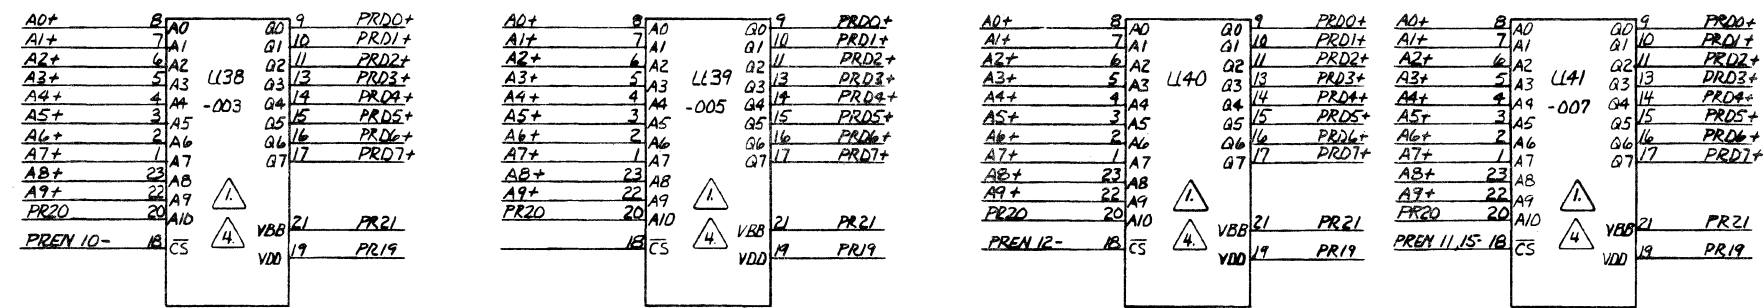 A0+ 8 A0 Q0 9 PRD0+
A1+ 7 A1 Q1 10 PRD1+
A2+ 6 A2 Q2 11 PRD2+
A3+ 5 A3 U38 Q3 13 PRD3+
A4+ 4 A4 -003 Q4 14 PRD4+
A5+ 3 A5 Q5 15 PRD5+
A6+ 2 A6 Q6 16 PRD6+
A7+ 1 A7 Q7 17 PRD7+
A8+ 23 A8
A9+ 22 A9 1.
PR20 20 A10 4. VBB 21 PR21
PREN 10- 18 CS VDD 19 PR19
A0+ 8 A0 Q0 9 PRD0+
A1+ 7 A1 Q1 10 PRD1+
A2+ 6 A2 Q2 11 PRD2+
A3+ 5 A3 U39 Q3 13 PRD3+
A4+ 4 A4 -005 Q4 14 PRD4+
A5+ 3 A5 Q5 15 PRD5+
A6+ 2 A6 Q6 16 PRD6+
A7+ 1 A7 Q7 17 PRD7+
A8+ 23 A8
A9+ 22 A9 1.
PR20 20 A10 4. VBB 21 PR21
18 CS VDD 19 PR19
A0+ 8 A0 Q0 9 PRD0+
A1+ 7 A1 Q1 10 PRD1+
A2+ 6 A2 Q2 11 PRD2+
A3+ 5 A3 U40 Q3 13 PRD3+
A4+ 4 A4 Q4 14 PRD4+
A5+ 3 A5 Q5 15 PRD5+
A6+ 2 A6 Q6 16 PRD6+
A7+ 1 A7 Q7 17 PRD7+
A8+ 23 A8
A9+ 22 A9 1.
PR20 20 A10 4. VBB 21 PR21
PREN 12- 18 CS VDD 19 PR19
A0+ 8 A0 Q0 9 PRD0+
A1+ 7 A1 Q1 10 PRD1+
A2+ 6 A2 Q2 11 PRD2+
A3+ 5 A3 U41 Q3 13 PRD3+
A4+ 4 A4 -007 Q4 14 PRD4+
A5+ 3 A5 Q5 15 PRD5+
A6+ 2 A6 Q6 16 PRD6+
A7+ 1 A7 Q7 17 PRD7+
A8+ 23 A8
A9+ 22 A9 1.
PR20 20 A10 4 VBB 21 PR21
PREN 11,15- 18 CS VDD 19 PR19